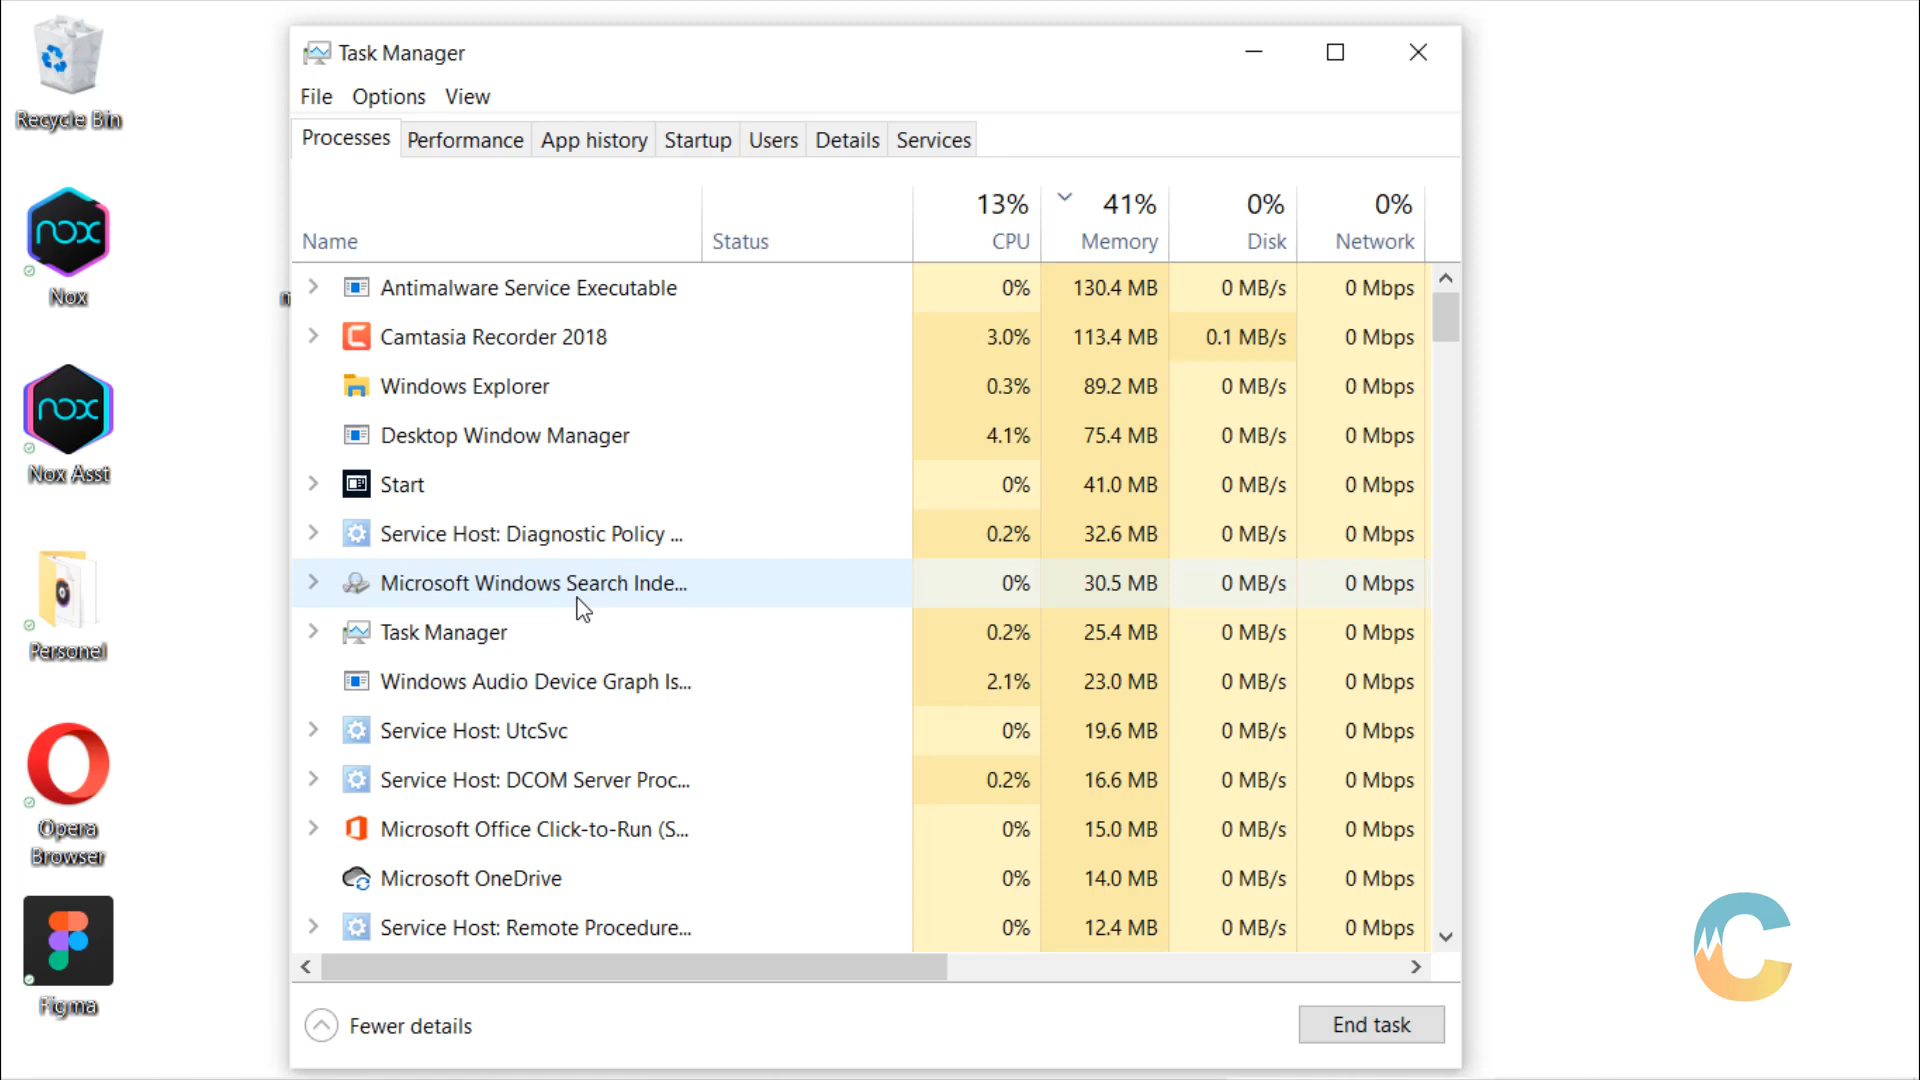 Recycle Bin
nox
Nox
nox
Nox Asst
Personel
Opera
Browser
Figma
Task Manager
File Options View
Processes Performance App history Startup Users Details Services
13% 41% 0% 0%
Name Status CPU Memory Disk Network
Antimalware Service Executable 0% 130.4 MB 0 MB/s 0 Mbps
Camtasia Recorder 2018 3.0% 113.4 MB 0.1 MB/s 0 Mbps
Windows Explorer 0.3% 89.2 MB 0 MB/s 0 Mbps
Desktop Window Manager 4.1% 75.4 MB 0 MB/s 0 Mbps
Start 0% 41.0 MB 0 MB/s 0 Mbps
Service Host: Diagnostic Policy ... 0.2% 32.6 MB 0 MB/s 0 Mbps
Microsoft Windows Search Inde... 0% 30.5 MB 0 MB/s 0 Mbps
Task Manager 0.2% 25.4 MB 0 MB/s 0 Mbps
Windows Audio Device Graph Is... 2.1% 23.0 MB 0 MB/s 0 Mbps
Service Host: UtcSvc 0% 19.6 MB 0 MB/s 0 Mbps
Service Host: DCOM Server Proc... 0.2% 16.6 MB 0 MB/s 0 Mbps
Microsoft Office Click-to-Run (S... 0% 15.0 MB 0 MB/s 0 Mbps
Microsoft OneDrive 0% 14.0 MB 0 MB/s 0 Mbps
Service Host: Remote Procedure... 0% 12.4 MB 0 MB/s 0 Mbps
Fewer details End task
C